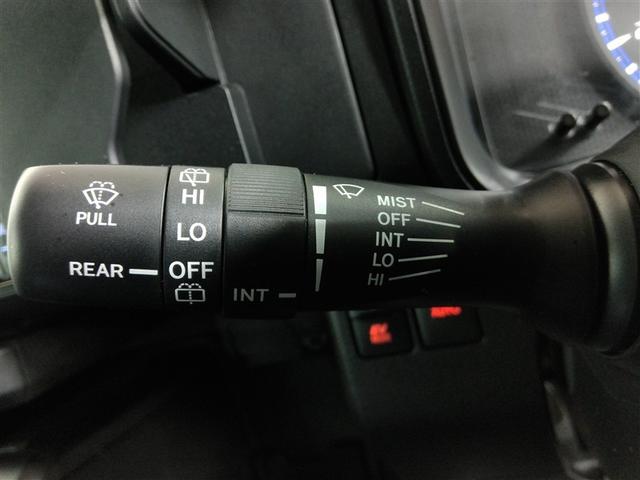 PULL
REAR
HI
LO
OFF
INT
MIST
OFF
INT
LO
HI